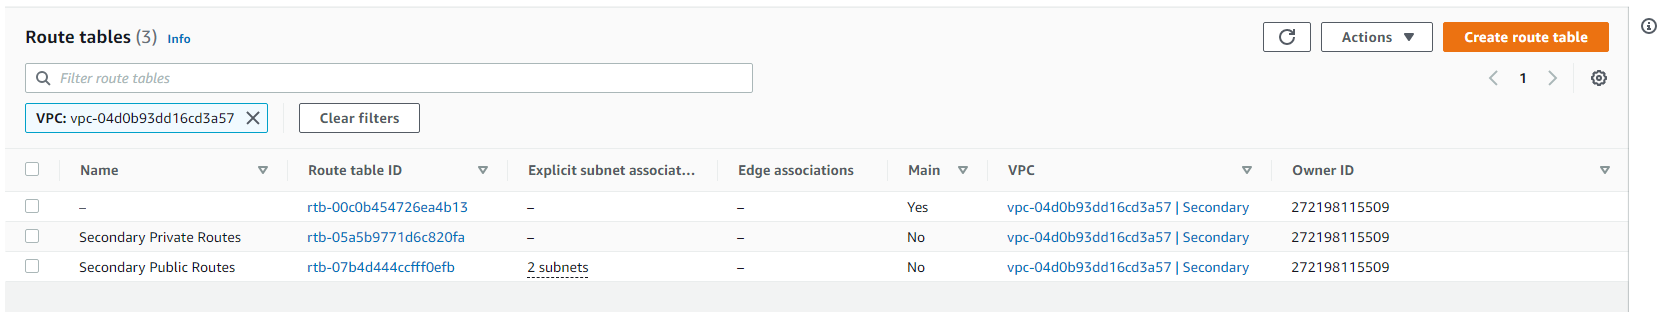 Route tables (3) Info
Actions
Create route table
Filter route tables
1
VPC: vpc-04d0b93dd16cd3a57
Clear filters
Name Route table ID Explicit subnet associat... Edge associations Main VPC Owner ID
– rtb-00c0b454726ea4b13 – – Yes vpc-04d0b93dd16cd3a57 | Secondary 272198115509
Secondary Private Routes rtb-05a5b9771d6c820fa – – No vpc-04d0b93dd16cd3a57 | Secondary 272198115509
Secondary Public Routes rtb-07b4d444ccfff0efb 2 subnets – No vpc-04d0b93dd16cd3a57 | Secondary 272198115509